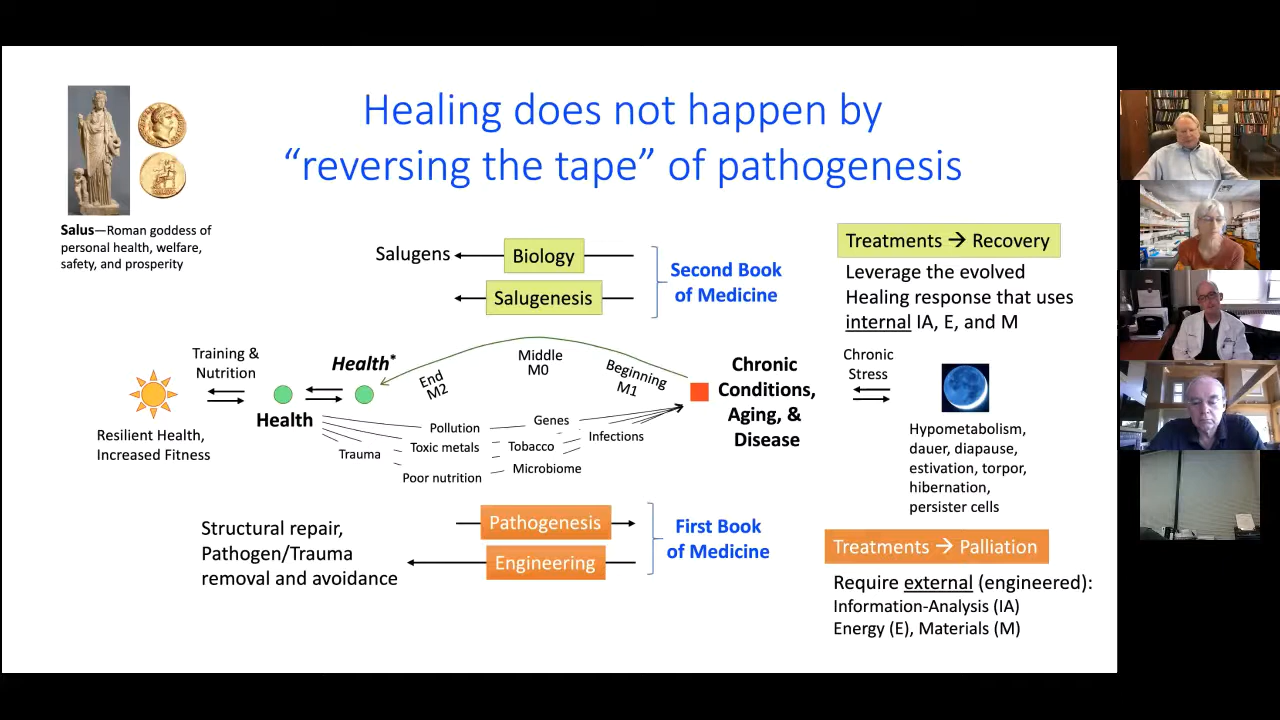 Healing does not happen by
“reversing the tape” of pathogenesis
Salus—Roman goddess of
personal health, welfare,
safety, and prosperity
Salugens
Biology
Salugenesis
Second Book
of Medicine
Treatments → Recovery
Leverage the evolved
Healing response that uses
internal IA, E, and M
Training &
Nutrition
Health*
End
M2
Middle
M0
Beginning
M1
Chronic
Conditions,
Aging, &
Disease
Chronic
Stress
Health
Resilient Health,
Increased Fitness
Pollution
Genes
Toxic metals
Tobacco
Infections
Trauma
Microbiome
Poor nutrition
Hypometabolism,
dauer, diapause,
estivation, torpor,
hibernation,
persister cells
Structural repair,
Pathogen/Trauma
removal and avoidance
Pathogenesis
Engineering
First Book
of Medicine
Treatments → Palliation
Require external (engineered):
Information-Analysis (IA)
Energy (E), Materials (M)